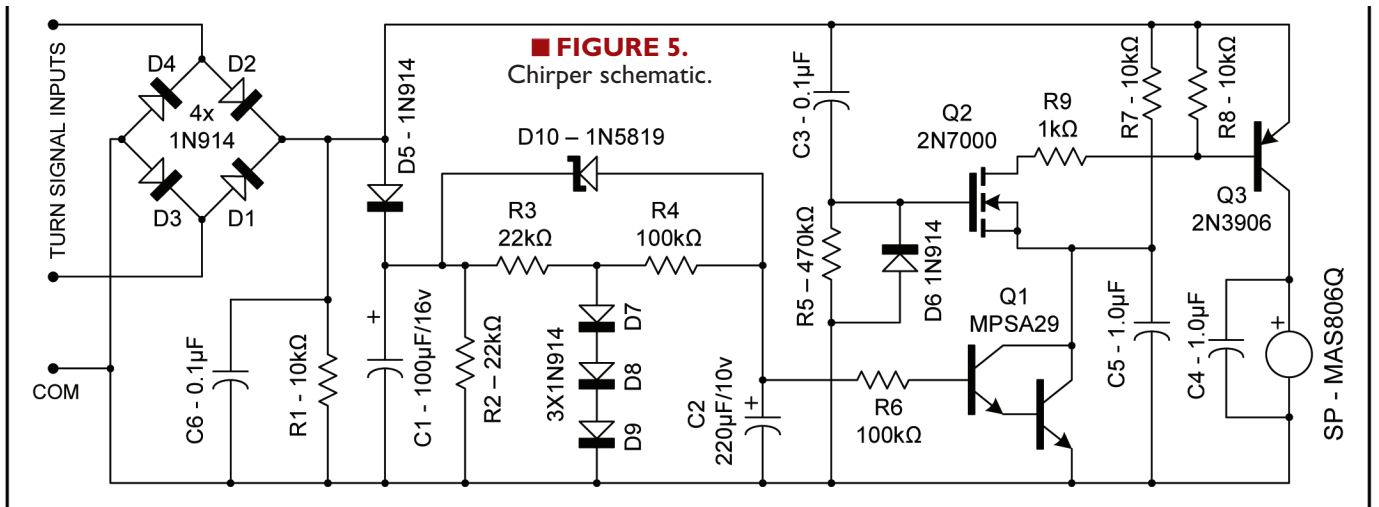 ■ FIGURE 5.
Chirper schematic.
TURN SIGNAL INPUTS
COM
D4
D2
4x
1N914
D3
D1
C6 - 0.1µF
R1 - 10kΩ
D5 - 1N914
D10 – 1N5819
R3
22kΩ
R4
100kΩ
+
C1 - 100µF/16v
R2 – 22kΩ
3X1N914
D7
D8
D9
C2
220µF/10v
+
C3 - 0.1µF
R5 – 470kΩ
D6 1N914
R6
100kΩ
Q2
2N7000
R9
1kΩ
Q1
MPSA29
R7 - 10kΩ
R8 - 10kΩ
C5 - 1.0µF
Q3
2N3906
C4 – 1.0µF
+
SP - MAS806Q